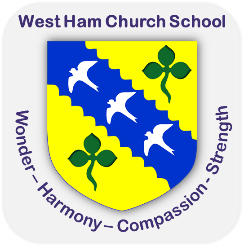 West Ham Church School
Wonder – Harmony – Compassion - Strength